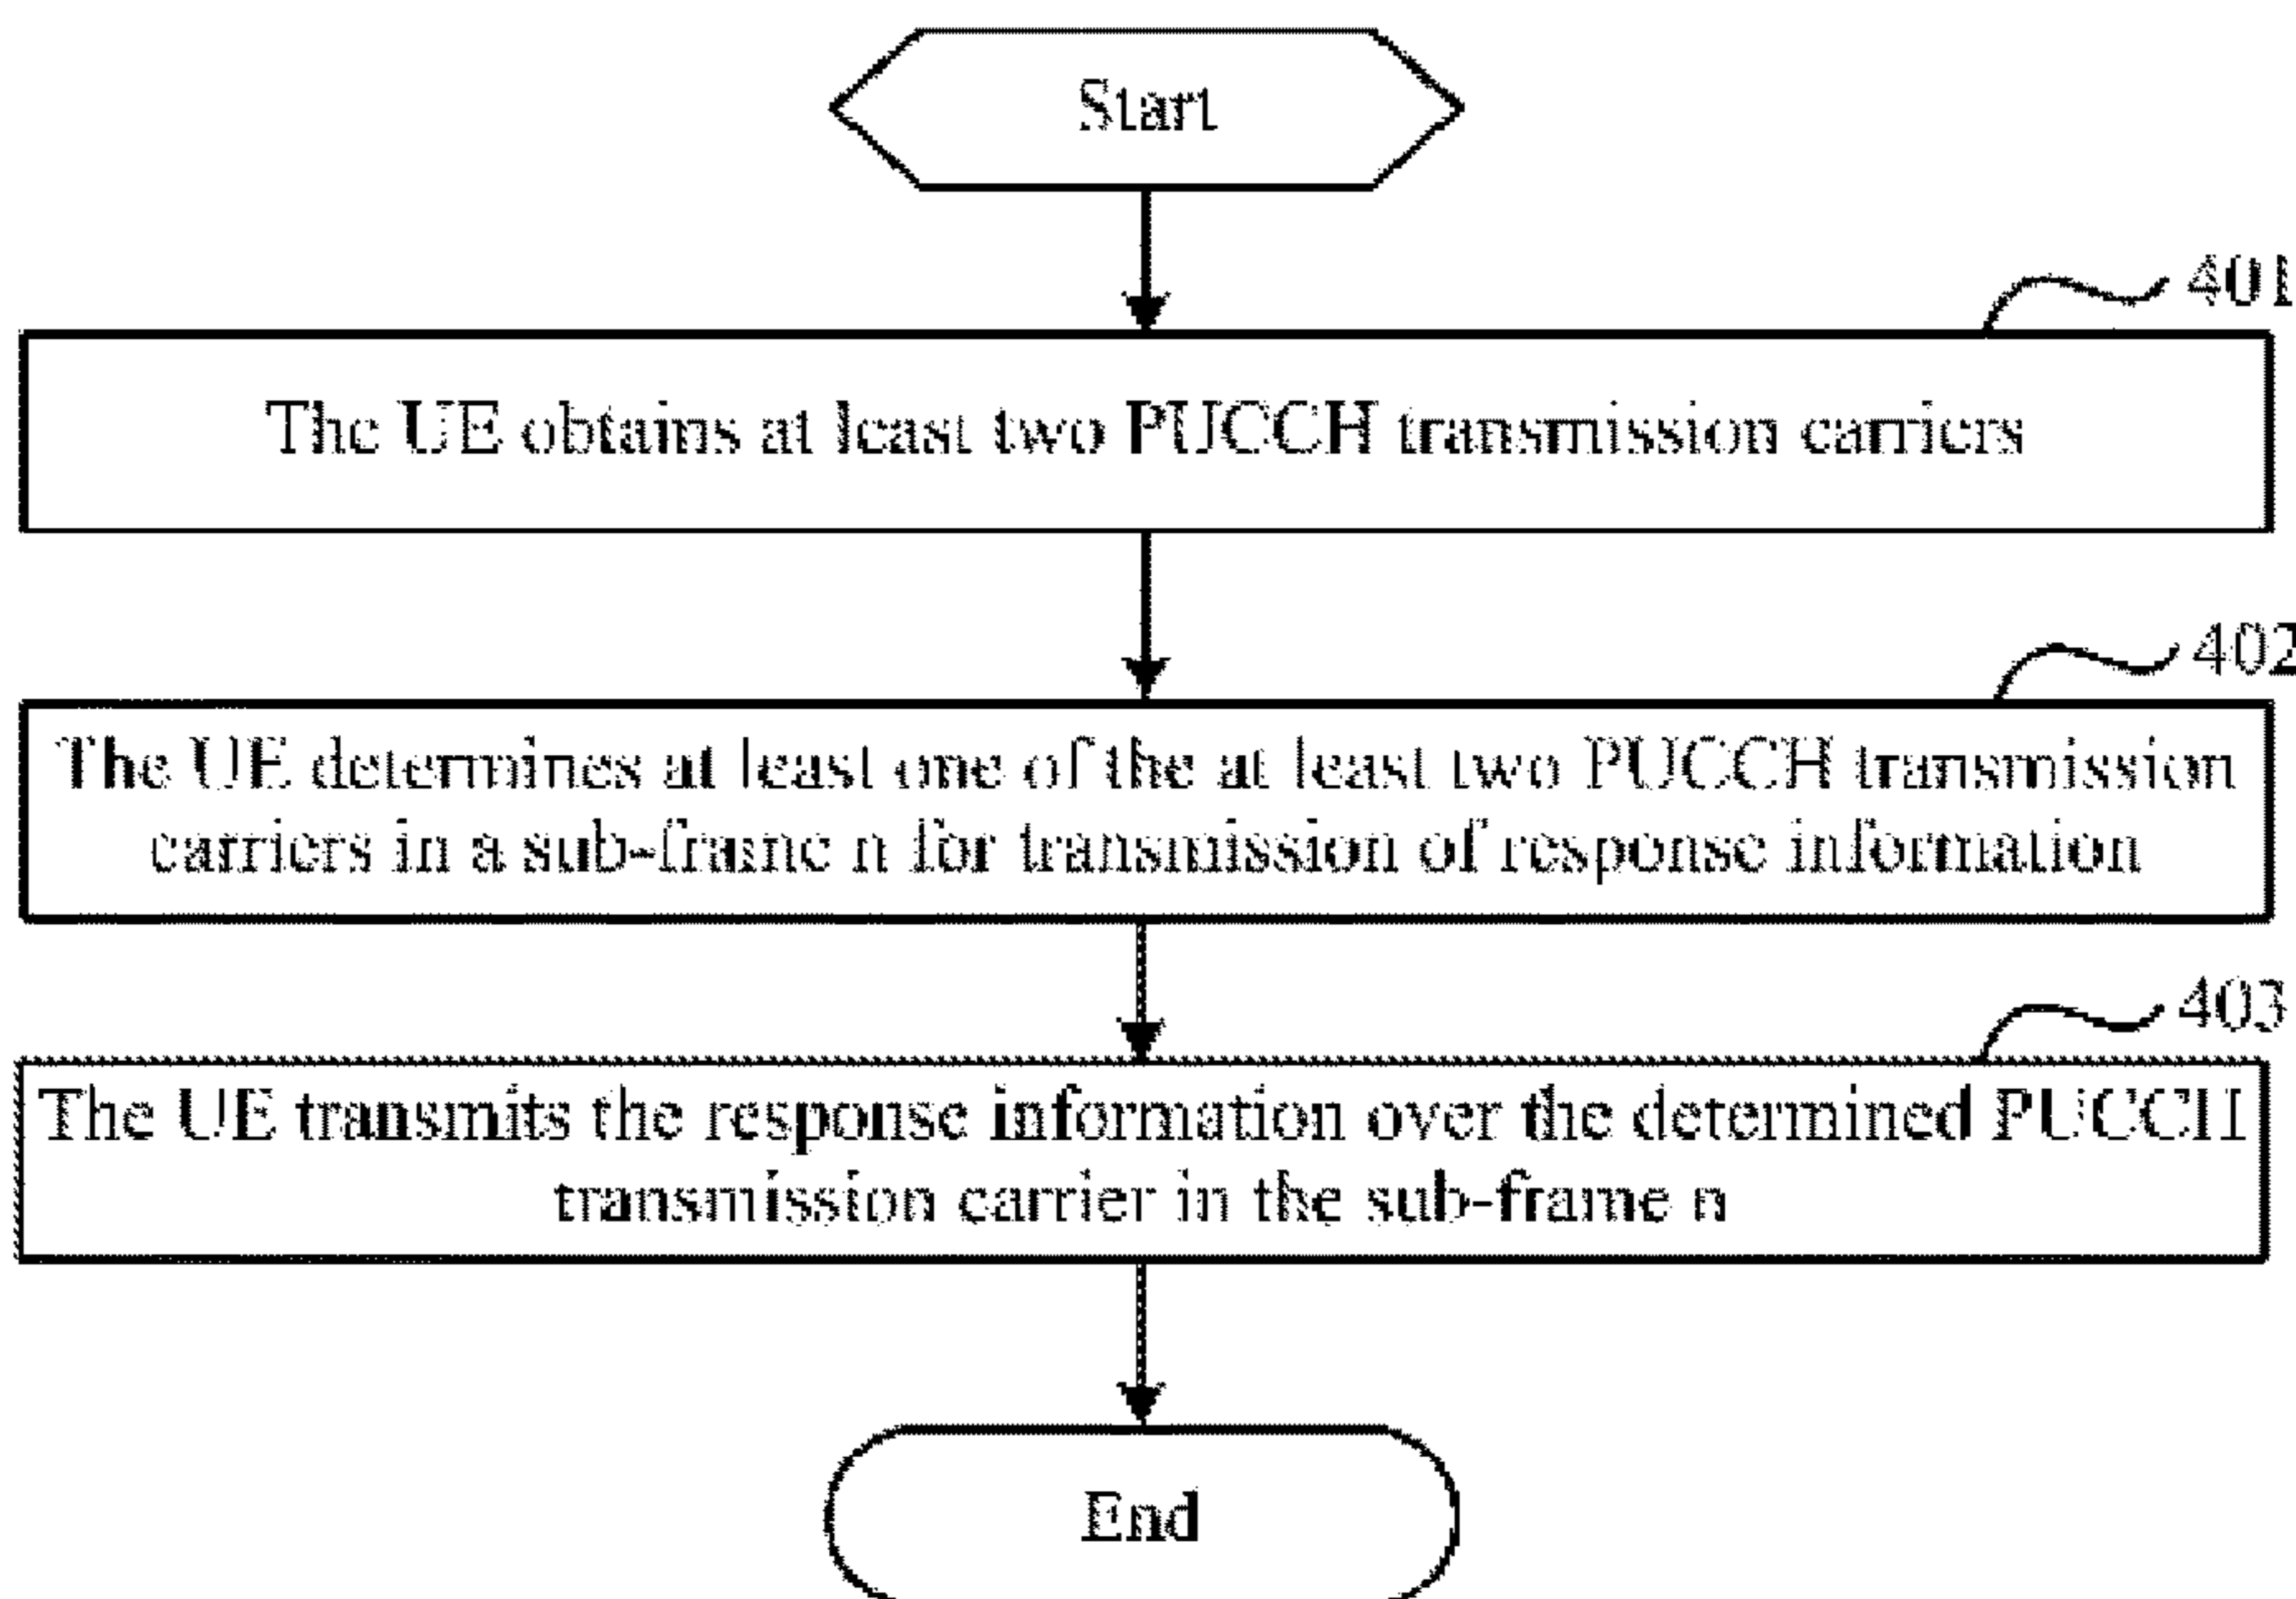 Start
401
The UE obtains at least two PUCCH transmission carriers
402
The UE determines at least one of the at least two PUCCH transmission
carriers in a sub-frame n for transmission of response information
403
The UE transmits the response information over the determined PUCCH
transmission carrier in the sub-frame n
End